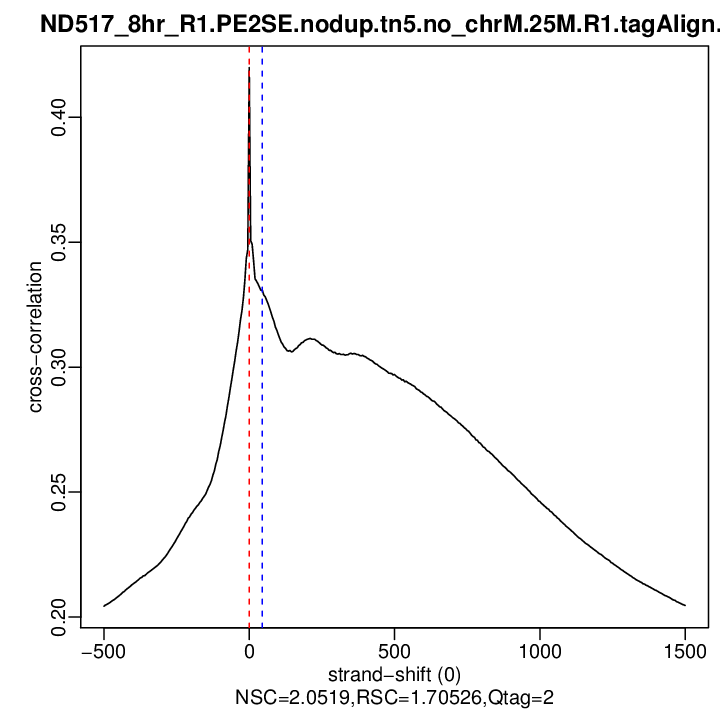 ND517_8hr_R1.PE2SE.nodup.tn5.no_chrM.25M.R1.tagAlign.
0.40
0.35
0.30
0.25
0.20
cross−correlation
−500 0 500 1000 1500
strand−shift (0)
NSC=2.0519,RSC=1.70526,Qtag=2